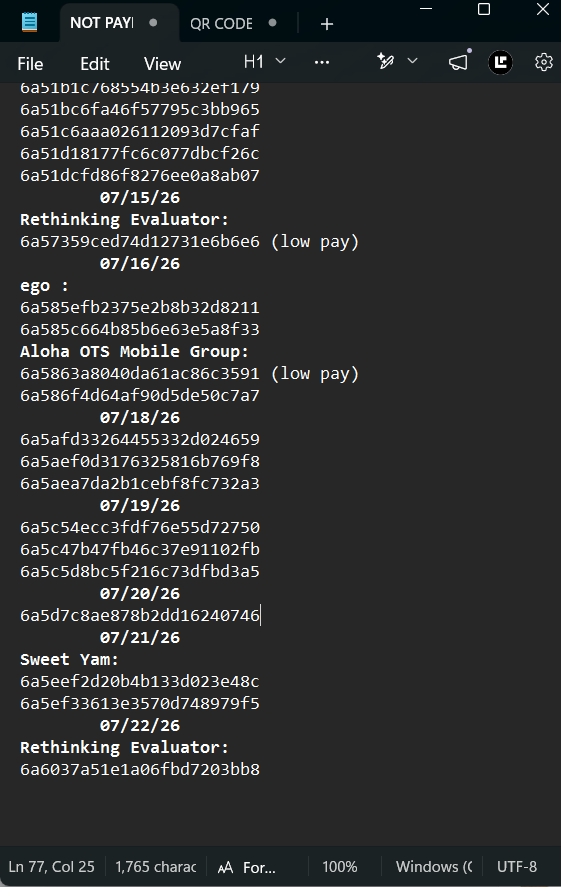 NOT PAYI
QR CODE
File Edit View H1
6a51b1c768554b3e632ef179
6a51bc6fa46f57795c3bb965
6a51c6aaa026112093d7cfaf
6a51d18177fc6c077dbcf26c
6a51dcfd86f8276ee0a8ab07
07/15/26
Rethinking Evaluator:
6a57359ced74d12731e6b6e6 (low pay)
07/16/26
ego :
6a585efb2375e2b8b32d8211
6a585c664b85b6e63e5a8f33
Aloha OTS Mobile Group:
6a5863a8040da61ac86c3591 (low pay)
6a586f4d64af90d5de50c7a7
07/18/26
6a5afd33264455332d024659
6a5aef0d3176325816b769f8
6a5aea7da2b1cebf8fc732a3
07/19/26
6a5c54ecc3fdf76e55d72750
6a5c47b47fb46c37e91102fb
6a5c5d8bc5f216c73dfbd3a5
07/20/26
6a5d7c8ae878b2dd16240746
07/21/26
Sweet Yam:
6a5eef2d20b4b133d023e48c
6a5ef33613e3570d748979f5
07/22/26
Rethinking Evaluator:
6a6037a51e1a06fbd7203bb8
Ln 77, Col 25 1,765 charac AA For... 100% Windows (C UTF-8